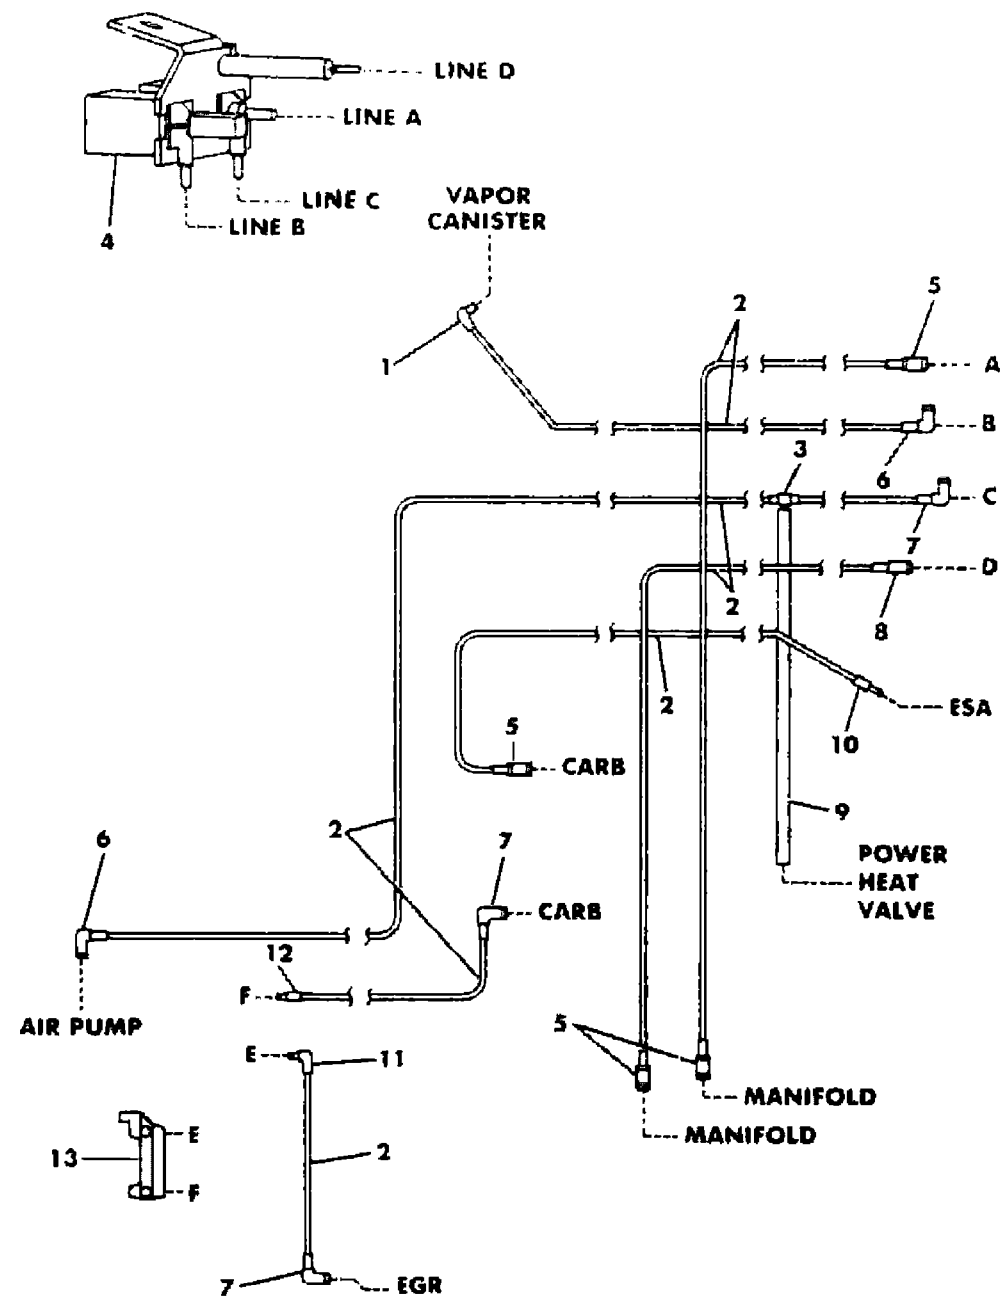 LINE D
LINE A
LINE C
LINE B
4
VAPOR
CANISTER
1
2
5
A
B
6
3
C
7
D
2
8
2
ESA
10
5
CARB
9
2
6
7
POWER
HEAT
VALVE
CARB
12
F
AIR PUMP
5
E
11
MANIFOLD
MANIFOLD
E
13
2
F
7
EGR